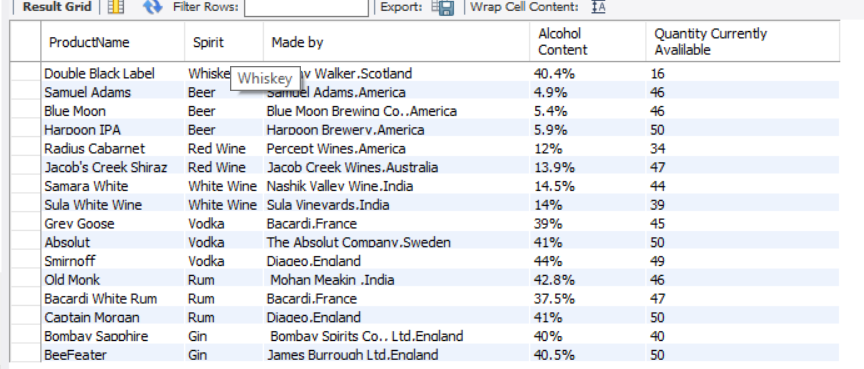 Result Grid Filter Rows: Export: Wrap Cell Content:
ProductName Spirit Made by Alcohol Content Quantity Currently Avalilable
Double Black Label Whiske Whiskey Walker,Scotland 40.4% 16
Samuel Adams Beer Samuel Adams,America 4.9% 46
Blue Moon Beer Blue Moon Brewing Co.,America 5.4% 46
Harpoon IPA Beer Harpoon Brewery,America 5.9% 50
Radius Cabarnet Red Wine Percept Wines,America 12% 34
Jacob's Creek Shiraz Red Wine Jacob Creek Wines,Australia 13.9% 47
Samara White White Wine Nashik Valley Wine,India 14.5% 44
Sula White Wine White Wine Sula Vineyards,India 14% 39
Grey Goose Vodka Bacardi,France 39% 45
Absolut Vodka The Absolut Company,Sweden 41% 50
Smirnoff Vodka Diageo,England 44% 49
Old Monk Rum Mohan Meakin ,India 42.8% 46
Bacardi White Rum Rum Bacardi,France 37.5% 47
Captain Morgan Rum Diageo,England 41% 50
Bombay Sapphire Gin Bombay Spirits Co., Ltd,England 40% 40
BeeFeater Gin James Burrough Ltd,England 40.5% 50